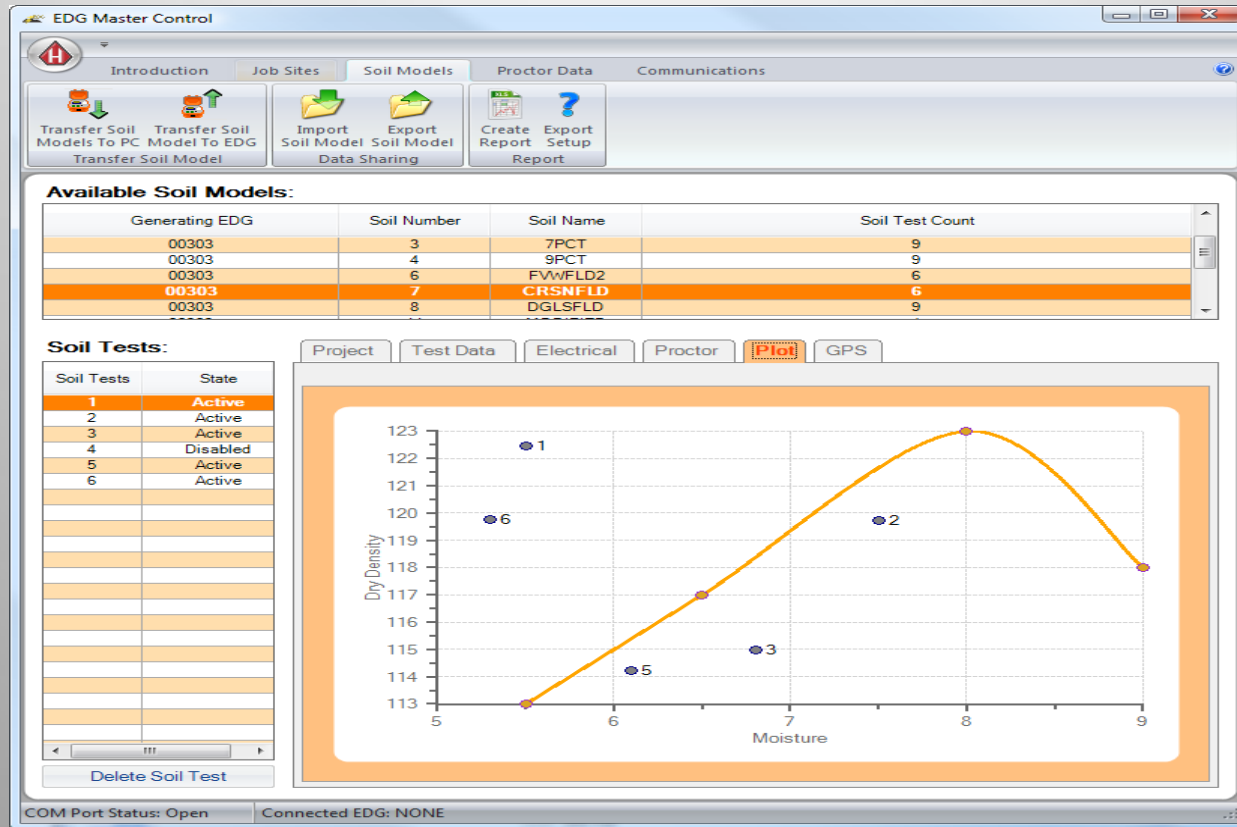 EDG Master Control
H
Introduction Job Sites Soil Models Proctor Data Communications
Transfer Soil Models To PC
Transfer Soil Model To EDG
Transfer Soil Model
Import Soil Model
Export Soil Model
Data Sharing
XLS
Create Report
Export Setup
Report
Available Soil Models:
Generating EDG Soil Number Soil Name Soil Test Count
00303 3 7PCT 9
00303 4 9PCT 9
00303 6 FVWFLD2 6
00303 7 CRSNFLD 6
00303 8 DGLSFLD 9
Soil Tests:
Soil Tests State
1 Active
2 Active
3 Active
4 Disabled
5 Active
6 Active
Delete Soil Test
Project Test Data Electrical Proctor Plot GPS
Dry Density
123
122
121
120
119
118
117
116
115
114
113
1
6
2
3
5
5 6 7 8 9
Moisture
COM Port Status: Open Connected EDG: NONE